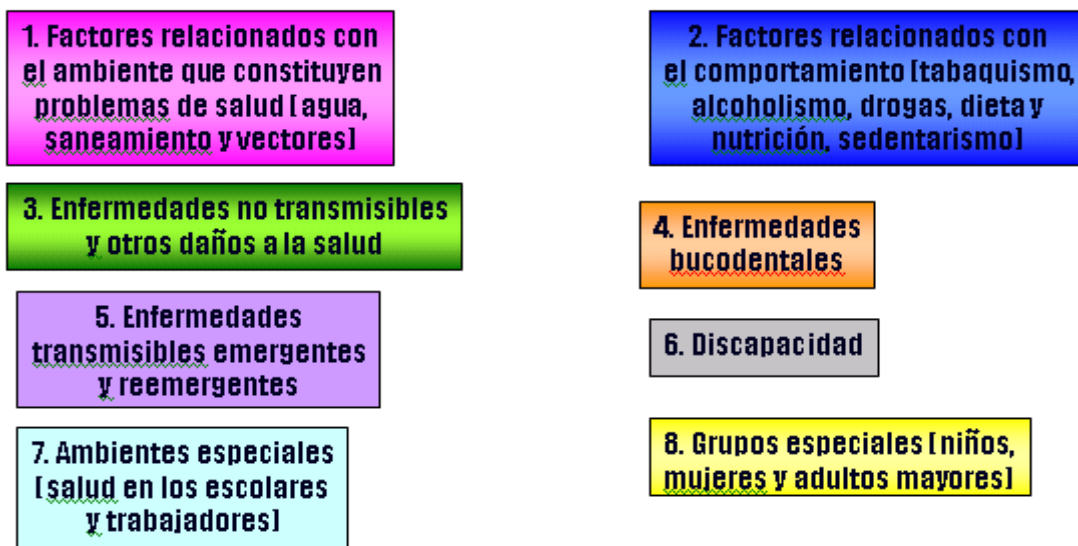 1. Factores relacionados con
el ambiente que constituyen
problemas de salud [agua,
saneamiento y vectores]
2. Factores relacionados con
el comportamiento [tabaquismo,
alcoholismo, drogas, dieta y
nutrición, sedentarismo]
3. Enfermedades no transmisibles
y otros daños a la salud
4. Enfermedades
bucodentales
5. Enfermedades
transmisibles emergentes
y reemergentes
6. Discapacidad
7. Ambientes especiales
[salud en los escolares
y trabajadores]
8. Grupos especiales [niños,
mujeres y adultos mayores]